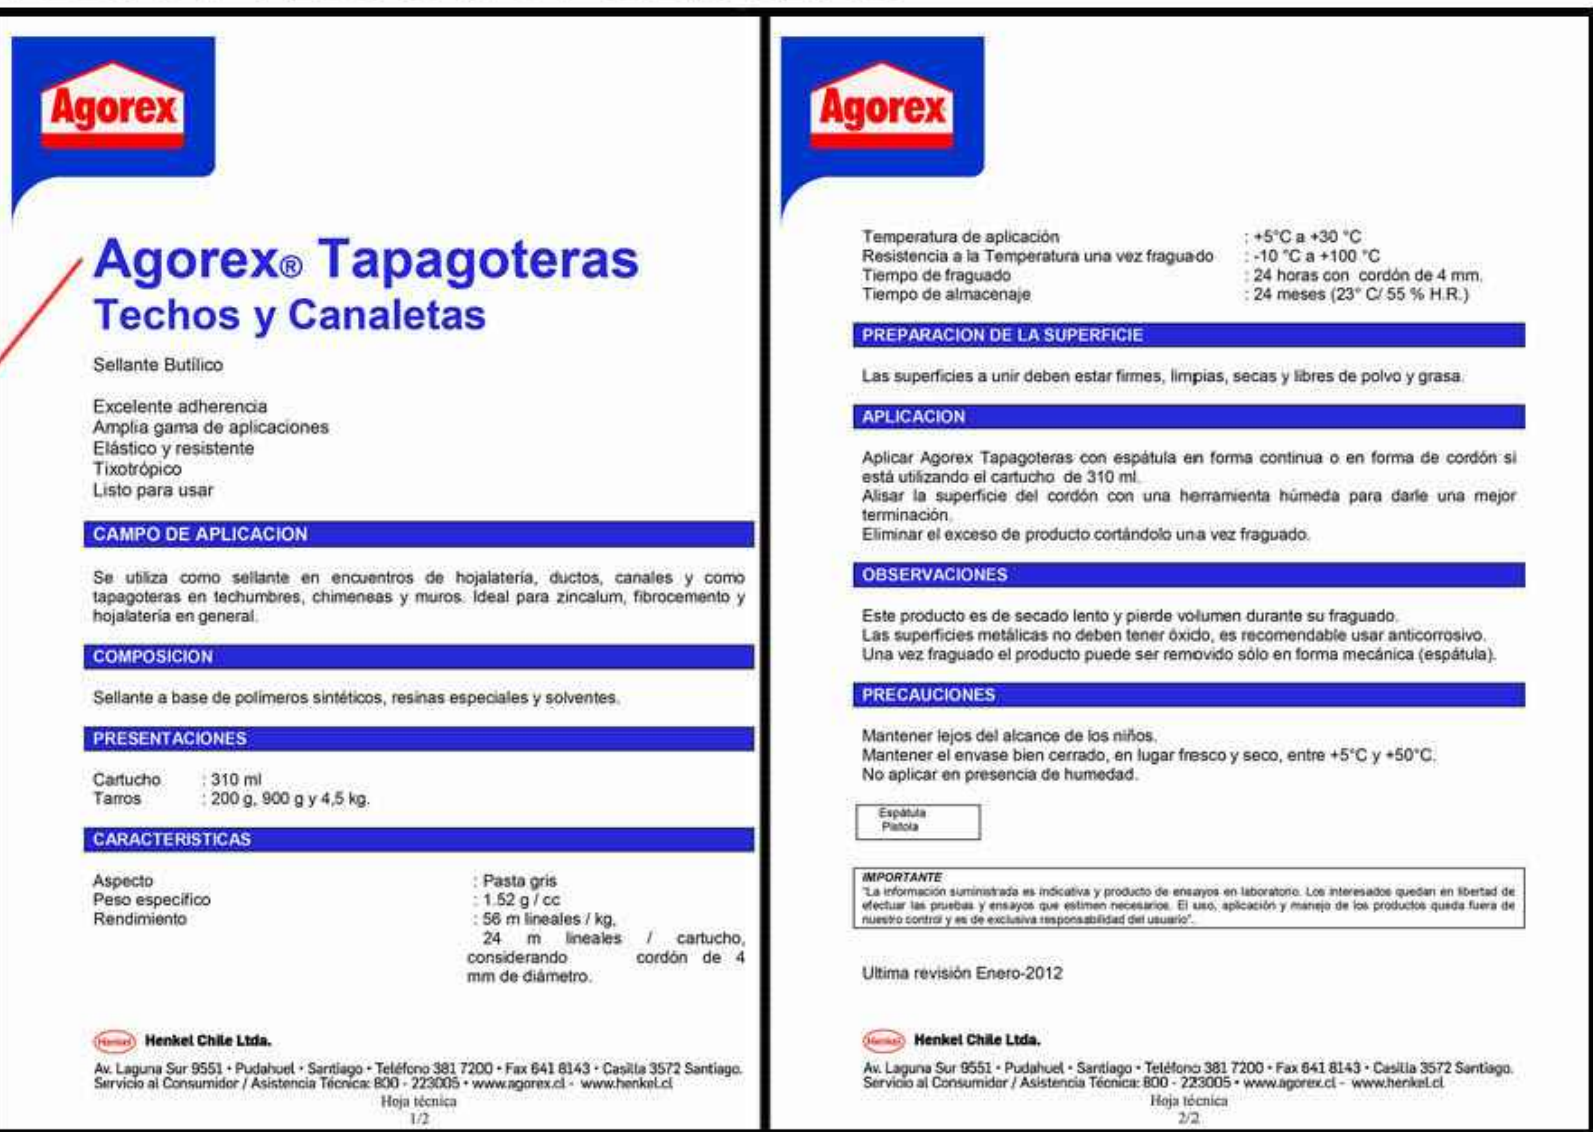 Agorex
Agorex® Tapagoteras
Techos y Canaletas
Sellante Butílico
Excelente adherencia
Amplia gama de aplicaciones
Elástico y resistente
Tixotrópico
Listo para usar
CAMPO DE APLICACION
Se utiliza como sellante en encuentros de hojalatería, ductos, canales y como
tapagoteras en techumbres, chimeneas y muros. Ideal para zincalum, fibrocemento y
hojalatería en general.
COMPOSICION
Sellante a base de polímeros sintéticos, resinas especiales y solventes.
PRESENTACIONES
Cartucho : 310 ml
Tarros : 200 g, 900 g y 4,5 kg.
CARACTERISTICAS
Aspecto : Pasta gris
Peso específico : 1.52 g / cc
Rendimiento : 56 m lineales / kg,
24 m lineales / cartucho,
considerando cordón de 4
mm de diámetro.
Henkel Henkel Chile Ltda.
Av. Laguna Sur 9551 • Pudahuel • Santiago • Teléfono 381 7200 • Fax 641 8143 • Casilla 3572 Santiago.
Servicio al Consumidor / Asistencia Técnica: 800 - 223005 • www.agorex.cl - www.henkel.cl
Hoja técnica
1/2
Agorex
Temperatura de aplicación : +5°C a +30 °C
Resistencia a la Temperatura una vez fraguado : -10 °C a +100 °C
Tiempo de fraguado : 24 horas con cordón de 4 mm.
Tiempo de almacenaje : 24 meses (23° C/ 55 % H.R.)
PREPARACION DE LA SUPERFICIE
Las superficies a unir deben estar firmes, limpias, secas y libres de polvo y grasa.
APLICACION
Aplicar Agorex Tapagoteras con espátula en forma continua o en forma de cordón si
está utilizando el cartucho de 310 ml.
Alisar la superficie del cordón con una herramienta húmeda para darle una mejor
terminación.
Eliminar el exceso de producto cortándolo una vez fraguado.
OBSERVACIONES
Este producto es de secado lento y pierde volumen durante su fraguado.
Las superficies metálicas no deben tener óxido, es recomendable usar anticorrosivo.
Una vez fraguado el producto puede ser removido sólo en forma mecánica (espátula).
PRECAUCIONES
Mantener lejos del alcance de los niños.
Mantener el envase bien cerrado, en lugar fresco y seco, entre +5°C y +50°C.
No aplicar en presencia de humedad.
Espátula
Pistola
IMPORTANTE
"La información suministrada es indicativa y producto de ensayos en laboratorio. Los interesados quedan en libertad de
efectuar las pruebas y ensayos que estimen necesarios. El uso, aplicación y manejo de los productos queda fuera de
nuestro control y es de exclusiva responsabilidad del usuario".
Ultima revisión Enero-2012
Henkel Henkel Chile Ltda.
Av. Laguna Sur 9551 • Pudahuel • Santiago • Teléfono 381 7200 • Fax 641 8143 • Casilla 3572 Santiago.
Servicio al Consumidor / Asistencia Técnica: 800 - 223005 • www.agorex.cl - www.henkel.cl
Hoja técnica
2/2